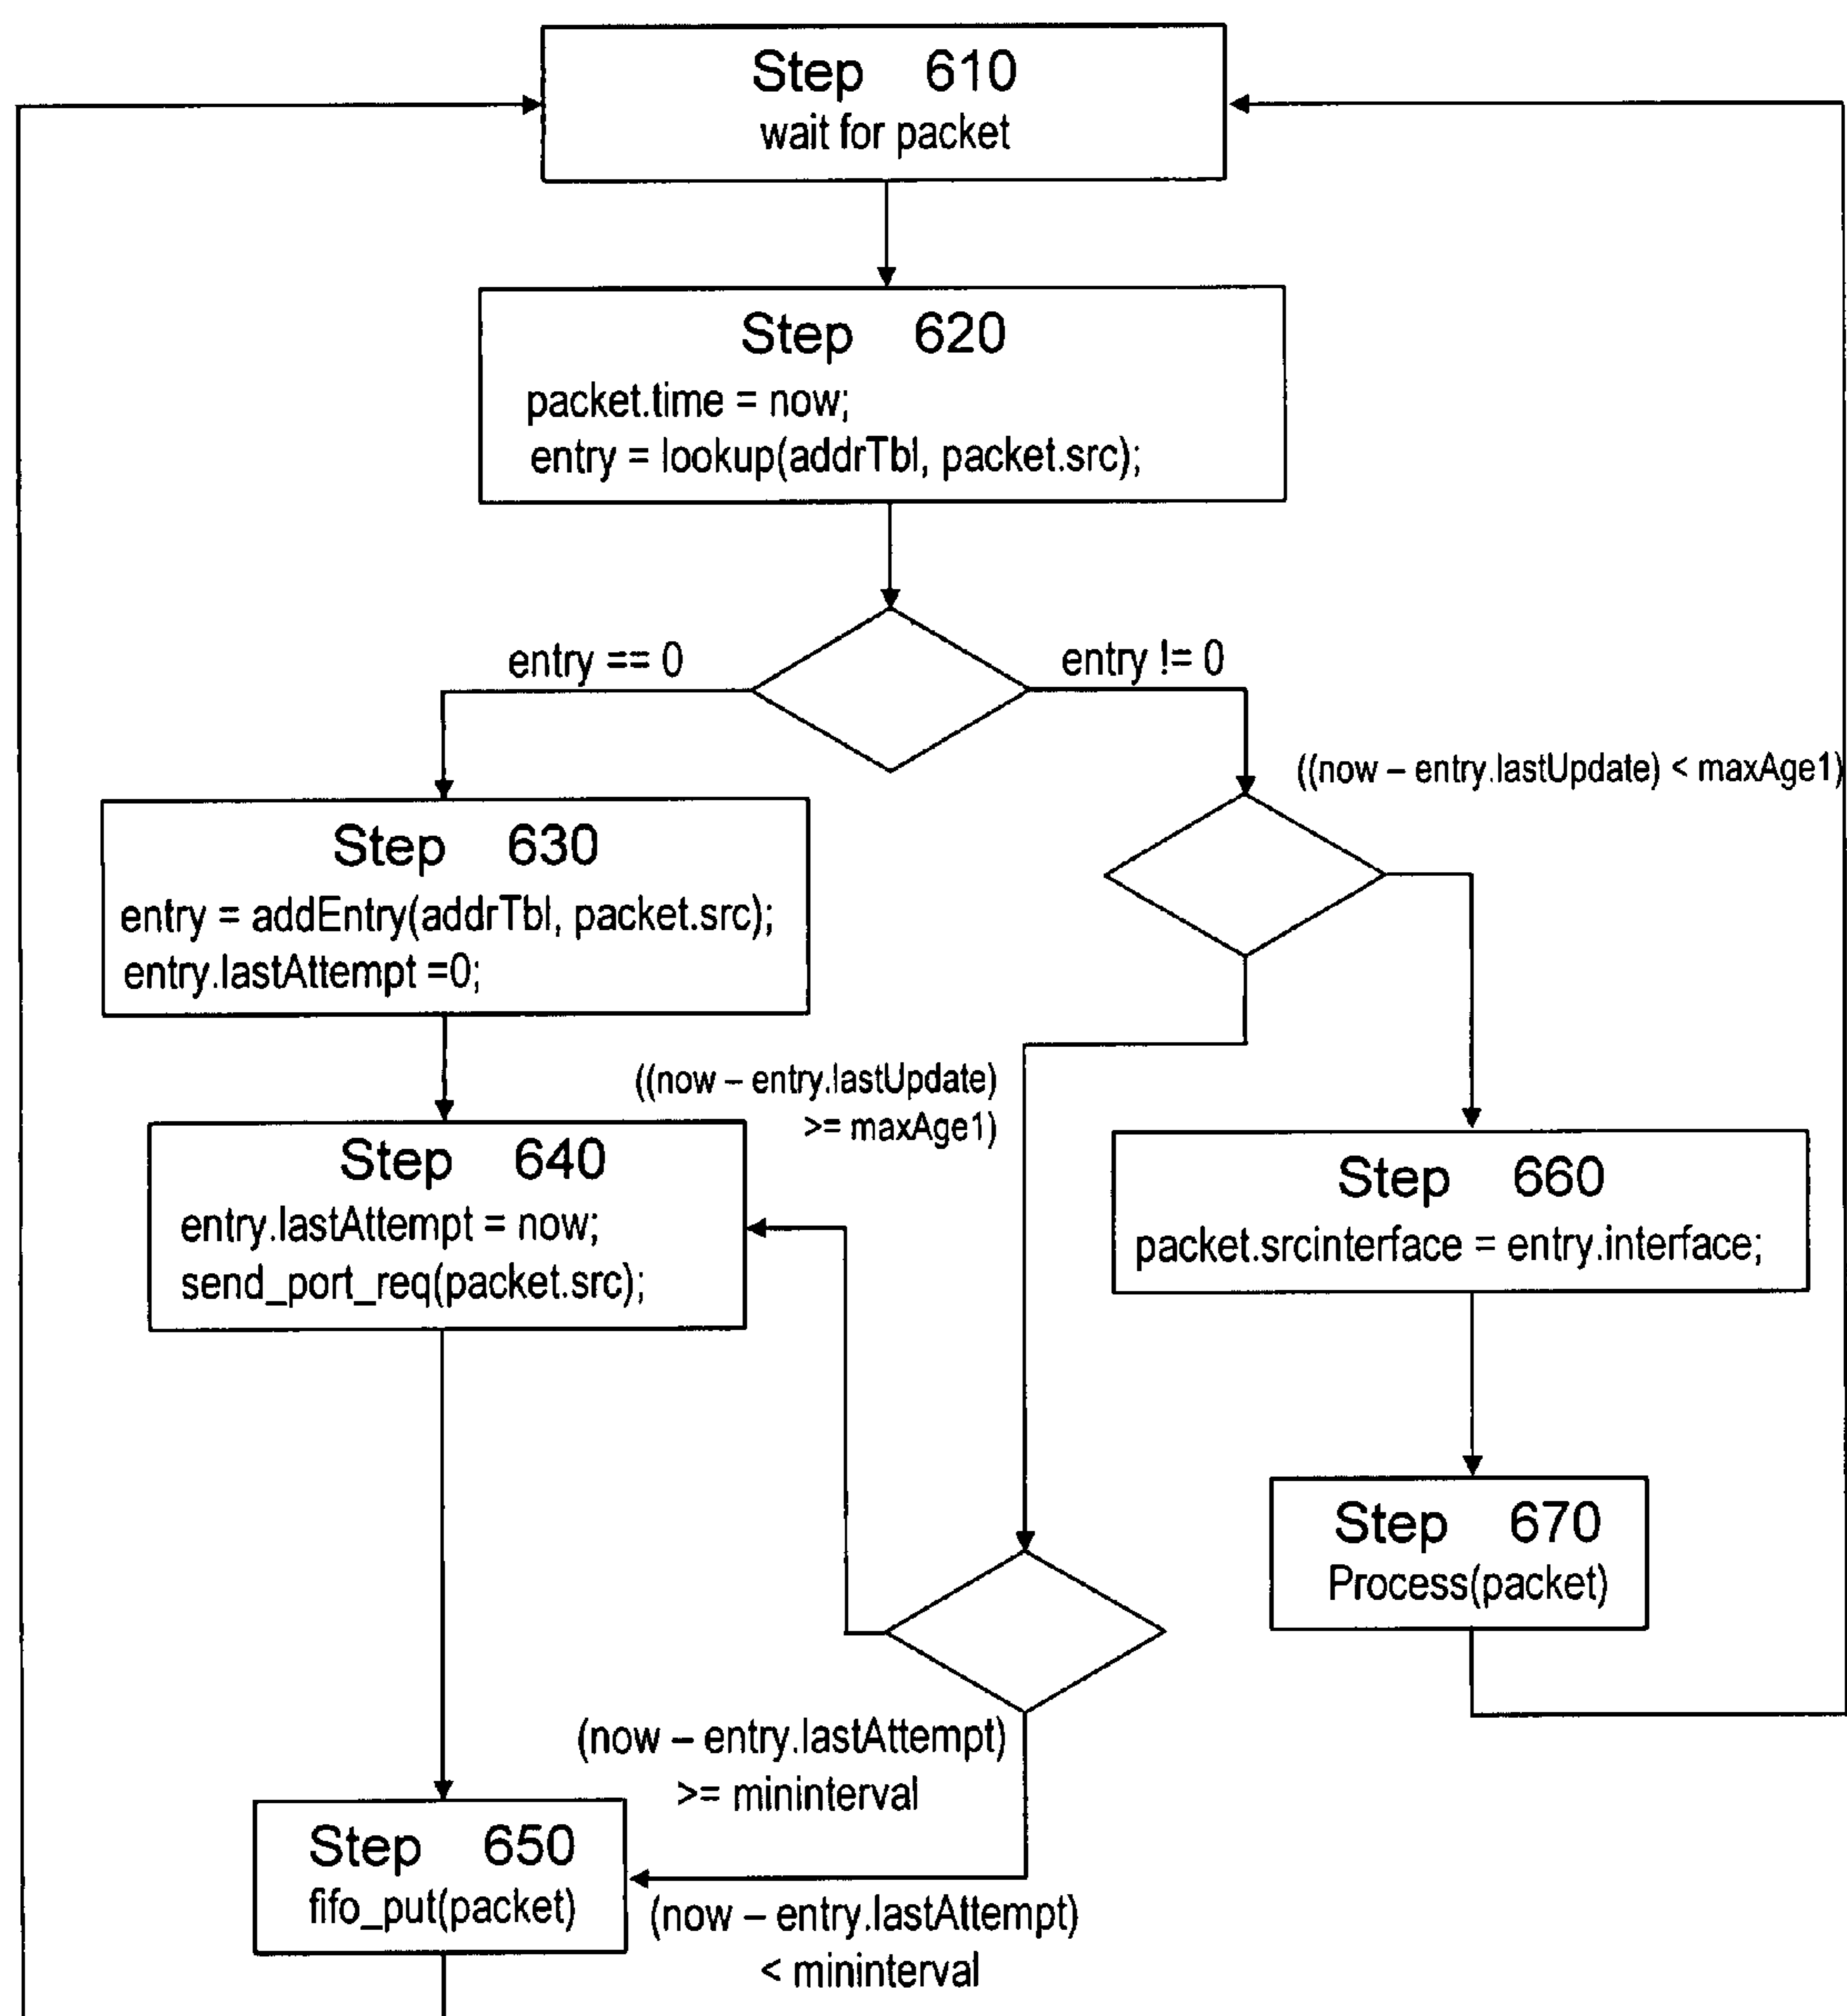 Step 610
wait for packet
Step 620
packet.time = now;
entry = lookup(addrTbl, packet.src);
entry == 0
entry != 0
((now – entry.lastUpdate) < maxAge1)
Step 630
entry = addEntry(addrTbl, packet.src);
entry.lastAttempt =0;
((now – entry.lastUpdate)
>= maxAge1)
Step 640
entry.lastAttempt = now;
send_port_req(packet.src);
Step 660
packet.srcinterface = entry.interface;
Step 670
Process(packet)
(now – entry.lastAttempt)
>= mininterval
Step 650
fifo_put(packet)
(now – entry.lastAttempt)
< mininterval